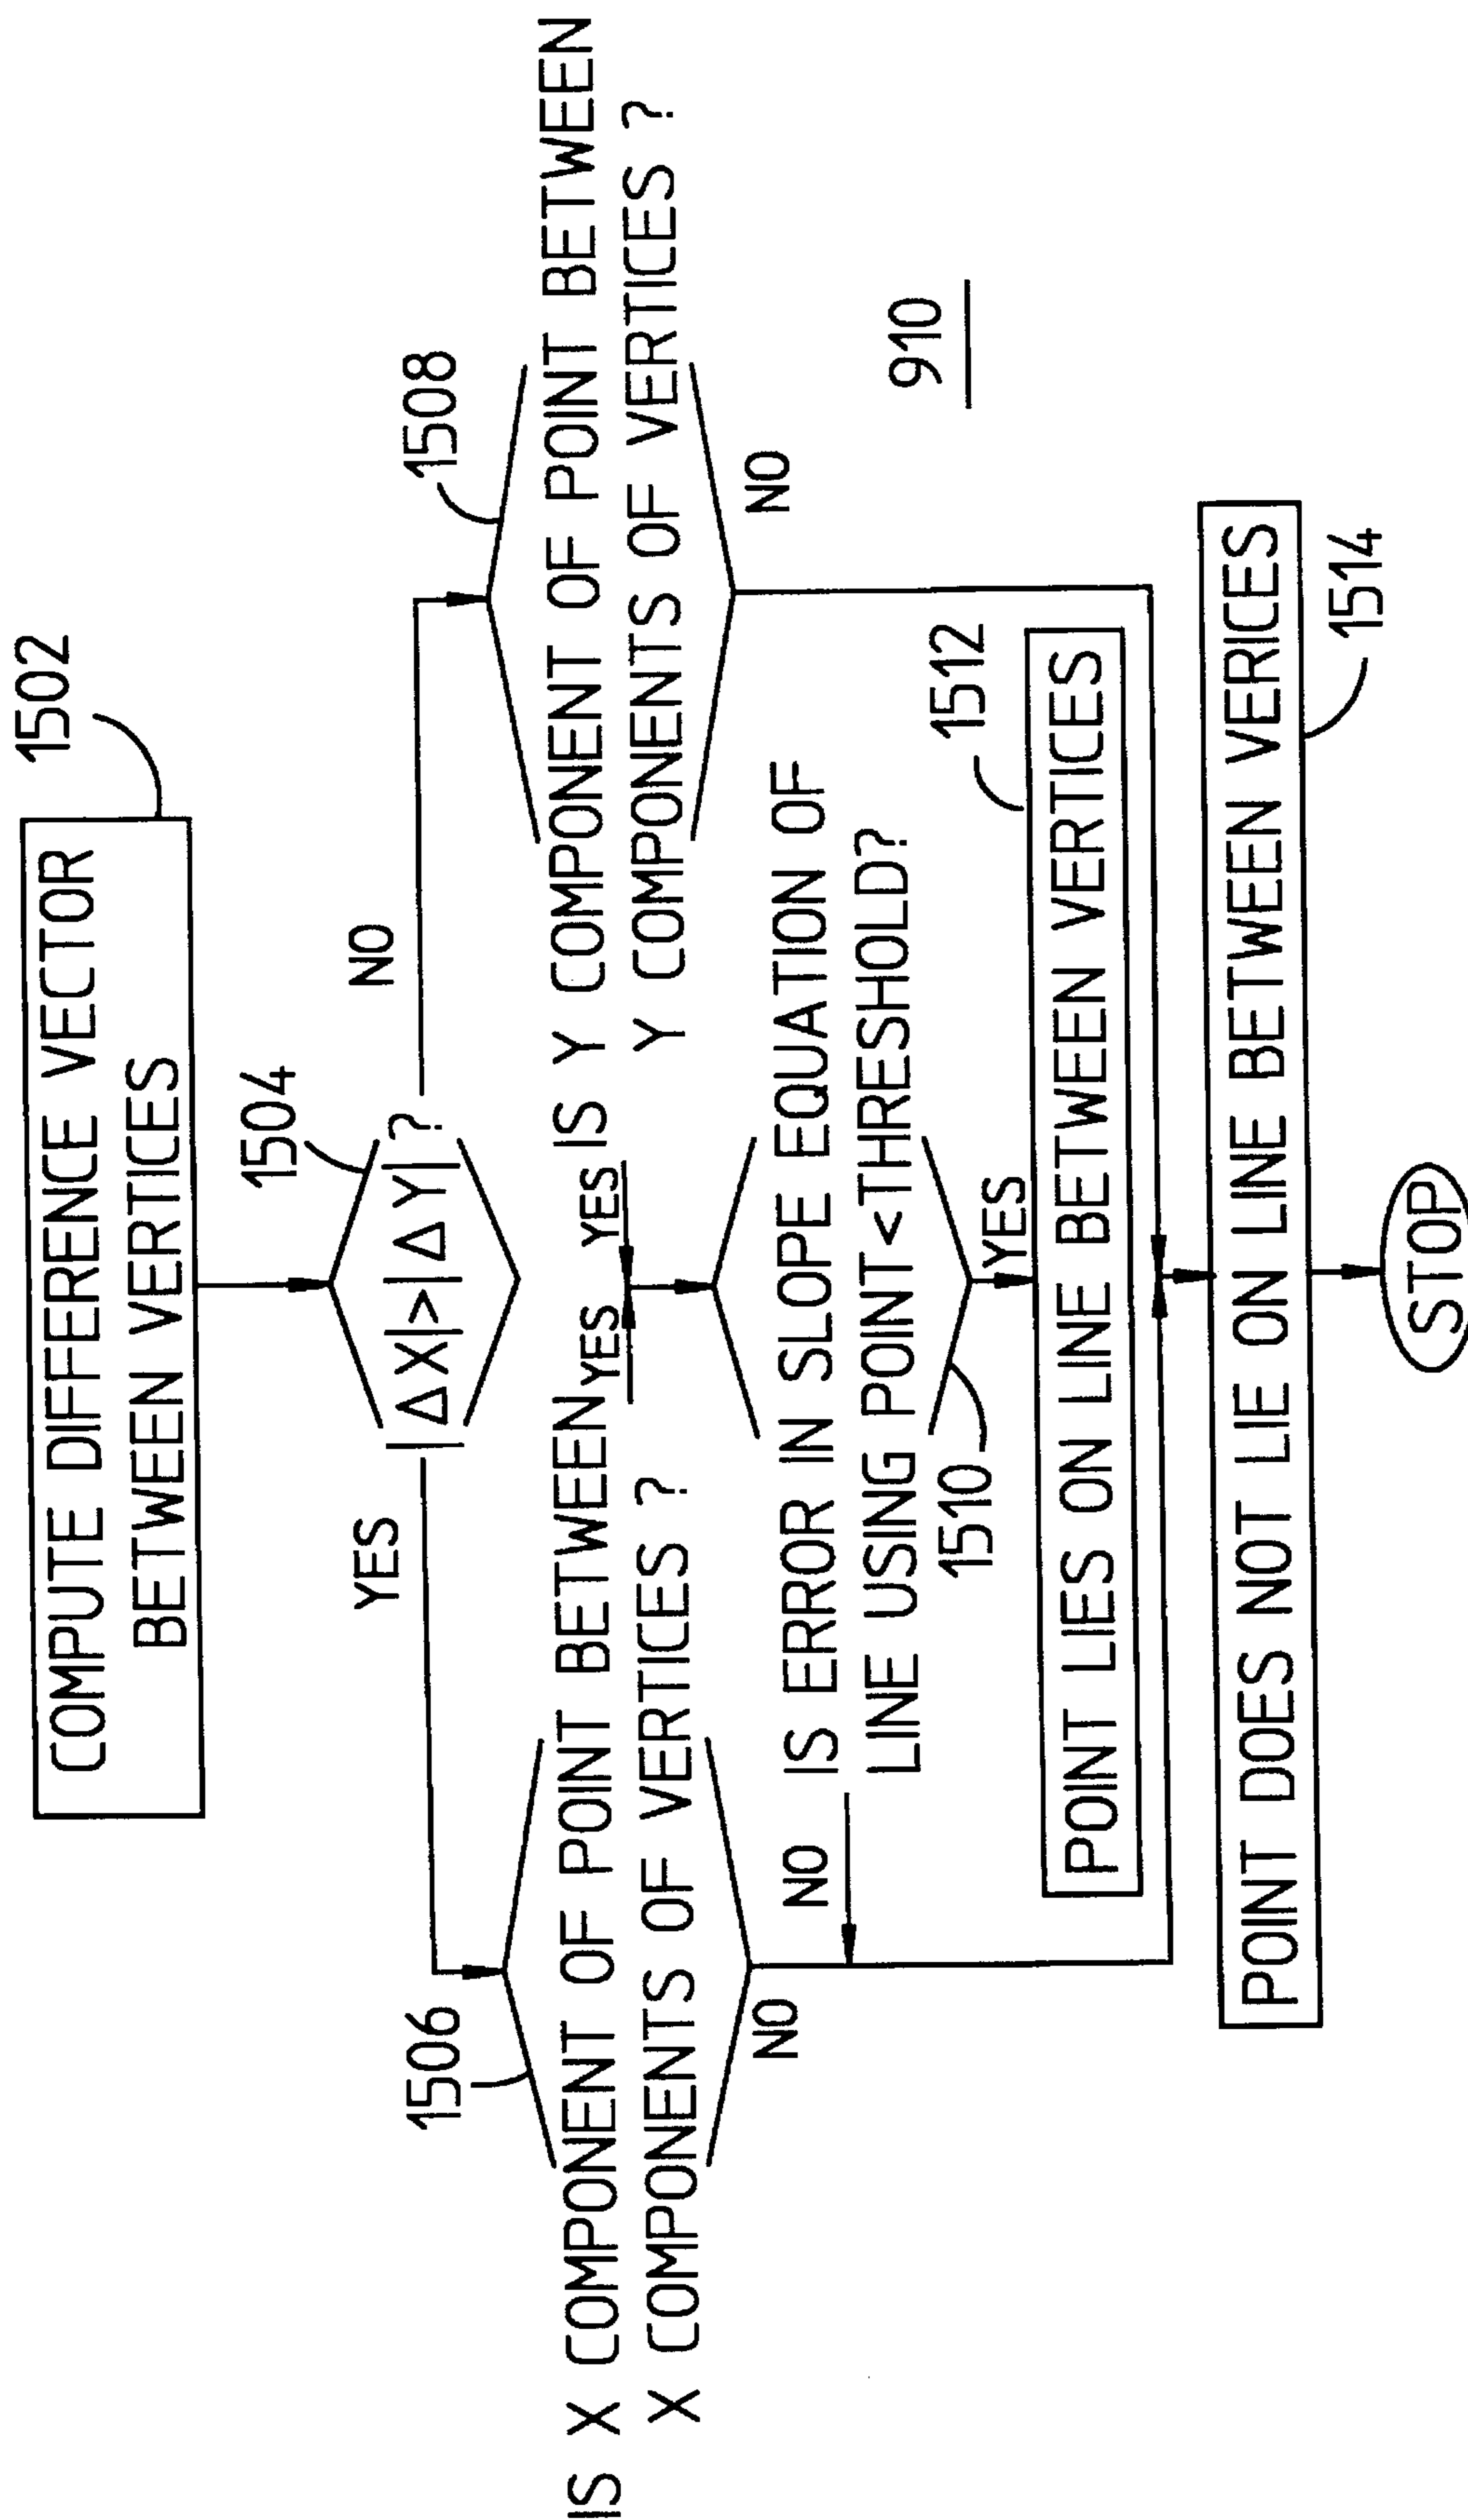 COMPUTE DIFFERENCE VECTOR
BETWEEN VERTICES
1502
1504
|ΔX|>|ΔY|?
YES
NO
1506
1508
IS X COMPONENT OF POINT BETWEEN
X COMPONENTS OF VERTICES ?
YES
YES
IS Y COMPONENT OF POINT BETWEEN
Y COMPONENTS OF VERTICES ?
NO
NO
NO
IS ERROR IN SLOPE EQUATION OF
LINE USING POINT < THRESHOLD?
910
1510
YES
1512
POINT LIES ON LINE BETWEEN VERTICES
POINT DOES NOT LIE ON LINE BETWEEN VERICES
1514
STOP